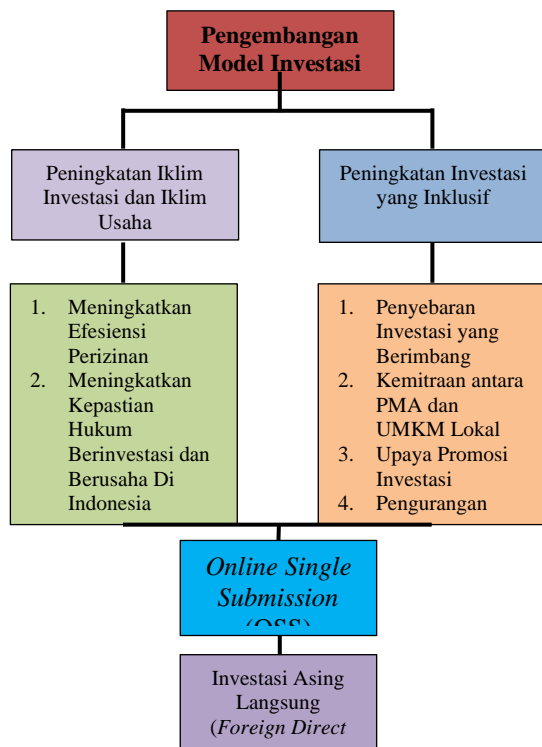 Pengembangan
Model Investasi
Peningkatan Iklim
Investasi dan Iklim
Usaha
Peningkatan Investasi
yang Inklusif
1. Meningkatkan
Efesiensi
Perizinan
2. Meningkatkan
Kepastian
Hukum
Berinvestasi dan
Berusaha Di
Indonesia
1. Penyebaran
Investasi yang
Berimbang
2. Kemitraan antara
PMA dan
UMKM Lokal
3. Upaya Promosi
Investasi
4. Pengurangan
Online Single
Submission
(OSS)
Investasi Asing
Langsung
(Foreign Direct